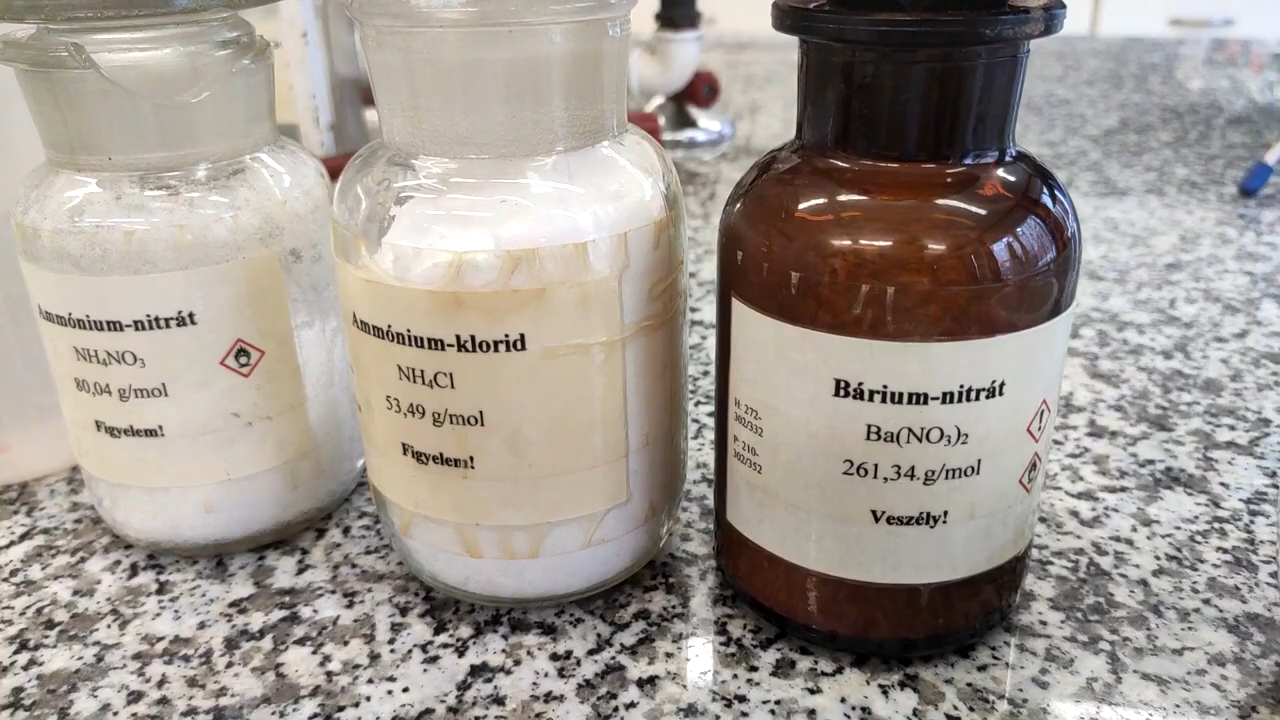 Ammónium-nitrát
NH₄NO₃
80,04 g/mol
Figyelem!
Ammónium-klorid
NH₄Cl
53,49 g/mol
Figyelem!
H: 272-
302/332
P: 210-
302/352
Bárium-nitrát
Ba(NO₃)₂
261,34 g/mol
Veszély!